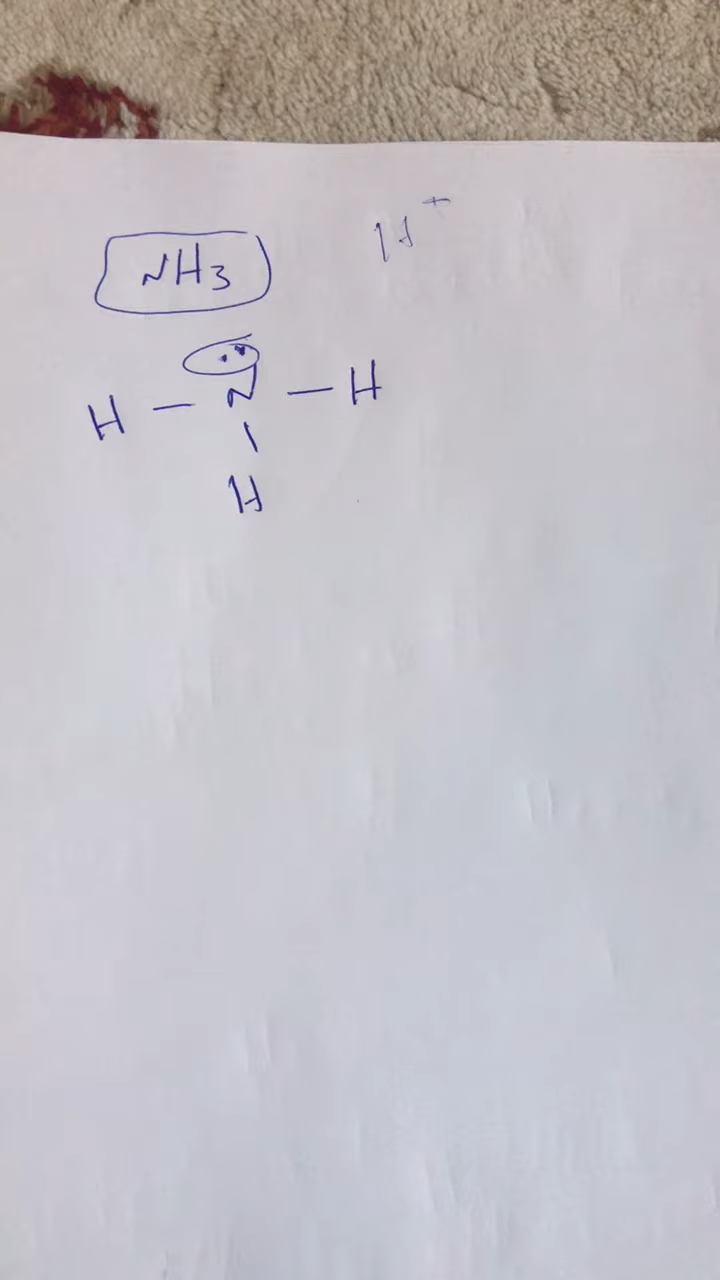 H⁺
NH₃
••
H — N — H
|
H